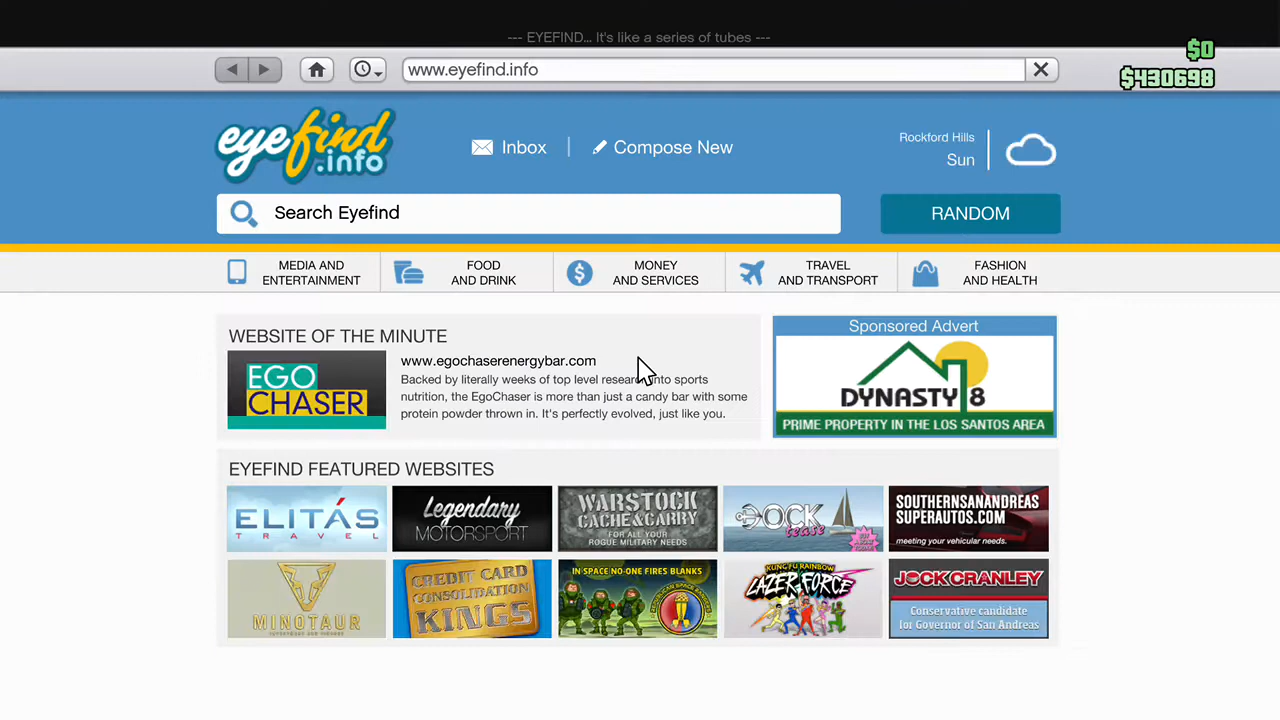 --- EYEFIND... It's like a series of tubes ---
$0
$430698
www.eyefind.info
eyefind
.info
Inbox
Compose New
Rockford Hills
Sun
Search Eyefind
RANDOM
MEDIA AND
ENTERTAINMENT
FOOD
AND DRINK
MONEY
AND SERVICES
TRAVEL
AND TRANSPORT
FASHION
AND HEALTH
WEBSITE OF THE MINUTE
EGO
CHASER
www.egochaserenergybar.com
Backed by literally weeks of top level research into sports
nutrition, the EgoChaser is more than just a candy bar with some
protein powder thrown in. It's perfectly evolved, just like you.
Sponsored Advert
DYNASTY 8
PRIME PROPERTY IN THE LOS SANTOS AREA
EYEFIND FEATURED WEBSITES
ELITÁS
TRAVEL
Legendary
MOTORSPORT
WARSTOCK
CACHE&CARRY
FOR ALL YOUR
ROGUE MILITARY NEEDS
DOCK
tease
SOUTHERNSANANDREAS
SUPERAUTOS.COM
meeting your vehicular needs.
MINOTAUR
CREDIT CARD
CONSOLIDATION
KINGS
IN SPACE NO-ONE FIRES BLANKS
KUNG FU RAINBOW
LAZER FORCE
JOCK CRANLEY
Conservative candidate
for Governor of San Andreas